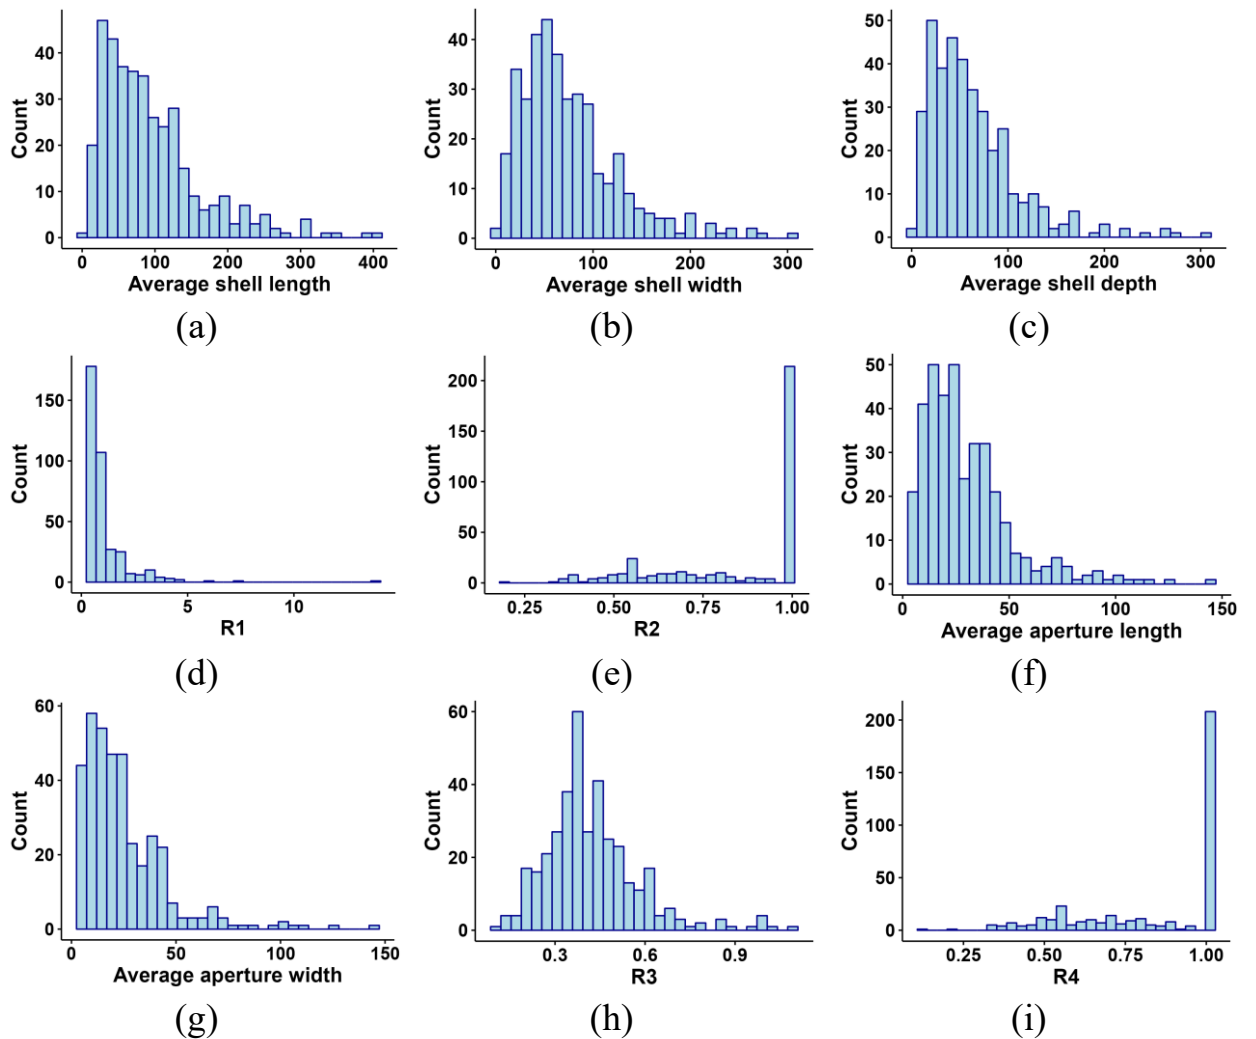 Count
40
30
20
10
0
0 100 200 300 400
Average shell length
(a)
Count
40
30
20
10
0
0 100 200 300
Average shell width
(b)
Count
50
40
30
20
10
0
0 100 200 300
Average shell depth
(c)
Count
150
100
50
0
0 5 10
R1
(d)
Count
200
150
100
50
0
0.25 0.50 0.75 1.00
R2
(e)
Count
50
40
30
20
10
0
0 50 100 150
Average aperture length
(f)
Count
60
40
20
0
0 50 100 150
Average aperture width
(g)
Count
60
40
20
0
0.3 0.6 0.9
R3
(h)
Count
200
150
100
50
0
0.25 0.50 0.75 1.00
R4
(i)